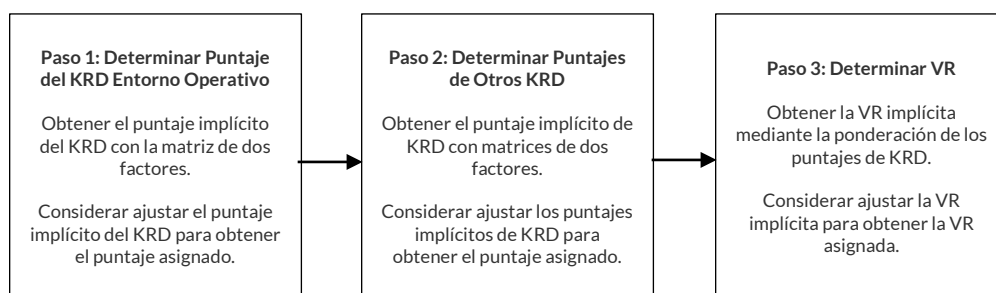 Paso 1: Determinar Puntaje
del KRD Entorno Operativo
Obtener el puntaje implícito
del KRD con la matriz de dos
factores.
Considerar ajustar el puntaje
implícito del KRD para obtener
el puntaje asignado.
Paso 2: Determinar Puntajes
de Otros KRD
Obtener el puntaje implícito de
KRD con matrices de dos
factores.
Considerar ajustar los puntajes
implícitos de KRD para
obtener el puntaje asignado.
Paso 3: Determinar VR
Obtener la VR implícita
mediante la ponderación de los
puntajes de KRD.
Considerar ajustar la VR
implícita para obtener la VR
asignada.